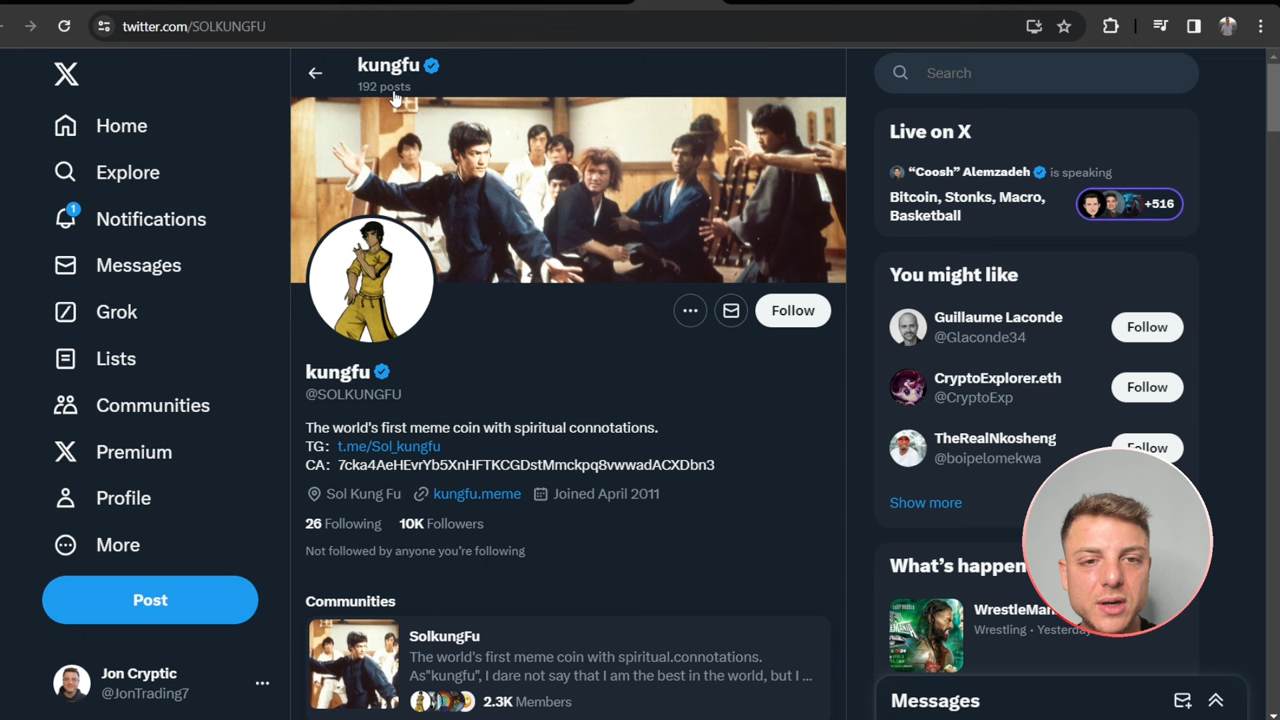 twitter.com/SOLKUNGFU
kungfu
192 posts
Search
Home
Explore
1
Notifications
Messages
Grok
Lists
Communities
Premium
Profile
More
Post
Jon Cryptic
@JonTrading7
Follow
kungfu
@SOLKUNGFU
The world's first meme coin with spiritual connotations.
TG: t.me/Sol_kungfu
CA: 7cka4AeHEvrYb5XnHFTKCGDstMmckpq8vwwadACXDbn3
Sol Kung Fu kungfu.meme Joined April 2011
26 Following 10K Followers
Not followed by anyone you're following
Communities
SolkungFu
The world's first meme coin with spiritual.connotations.
As"kungfu", I dare not say that I am the best in the world, but I ...
2.3K Members
Live on X
“Coosh” Alemzadeh is speaking
Bitcoin, Stonks, Macro,
Basketball
+516
You might like
Guillaume Laconde
@Glaconde34
Follow
CryptoExplorer.eth
@CryptoExp
Follow
TheRealNkosheng
@boipelomekwa
Follow
Show more
What's happen
WrestleMan
Wrestling · Yesterday
Messages